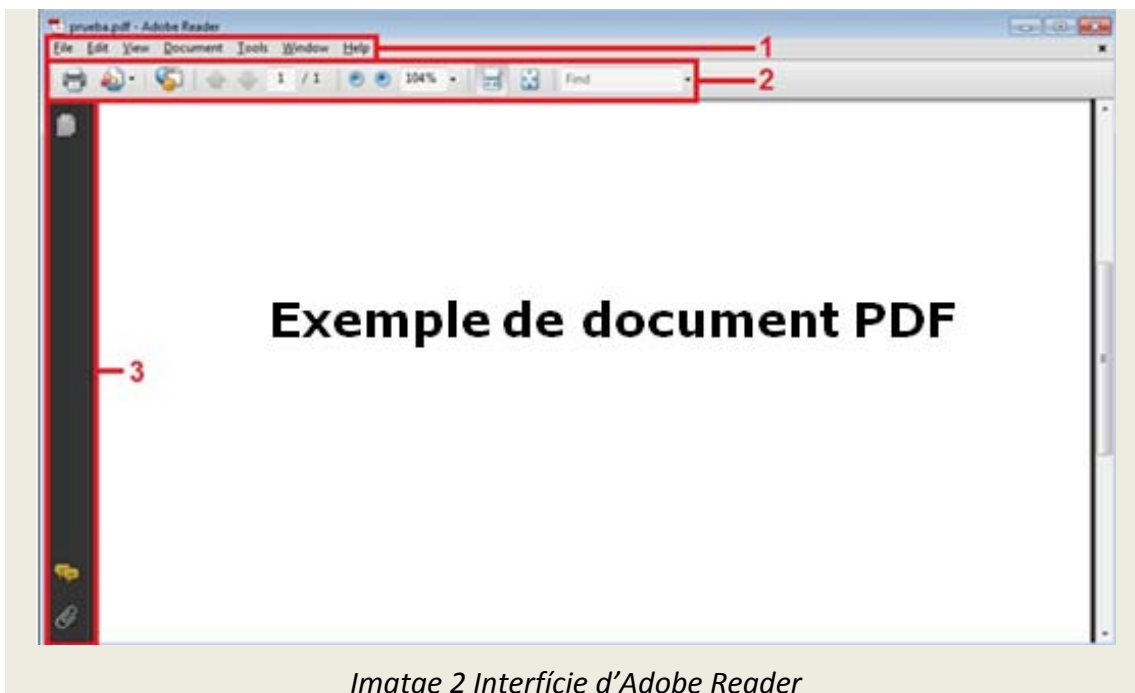 prueba.pdf - Adobe Reader
File Edit View Document Tools Window Help
1
1 / 1 104% Find
2
Exemple de document PDF
3
Imatge 2 Interfície d’Adobe Reader